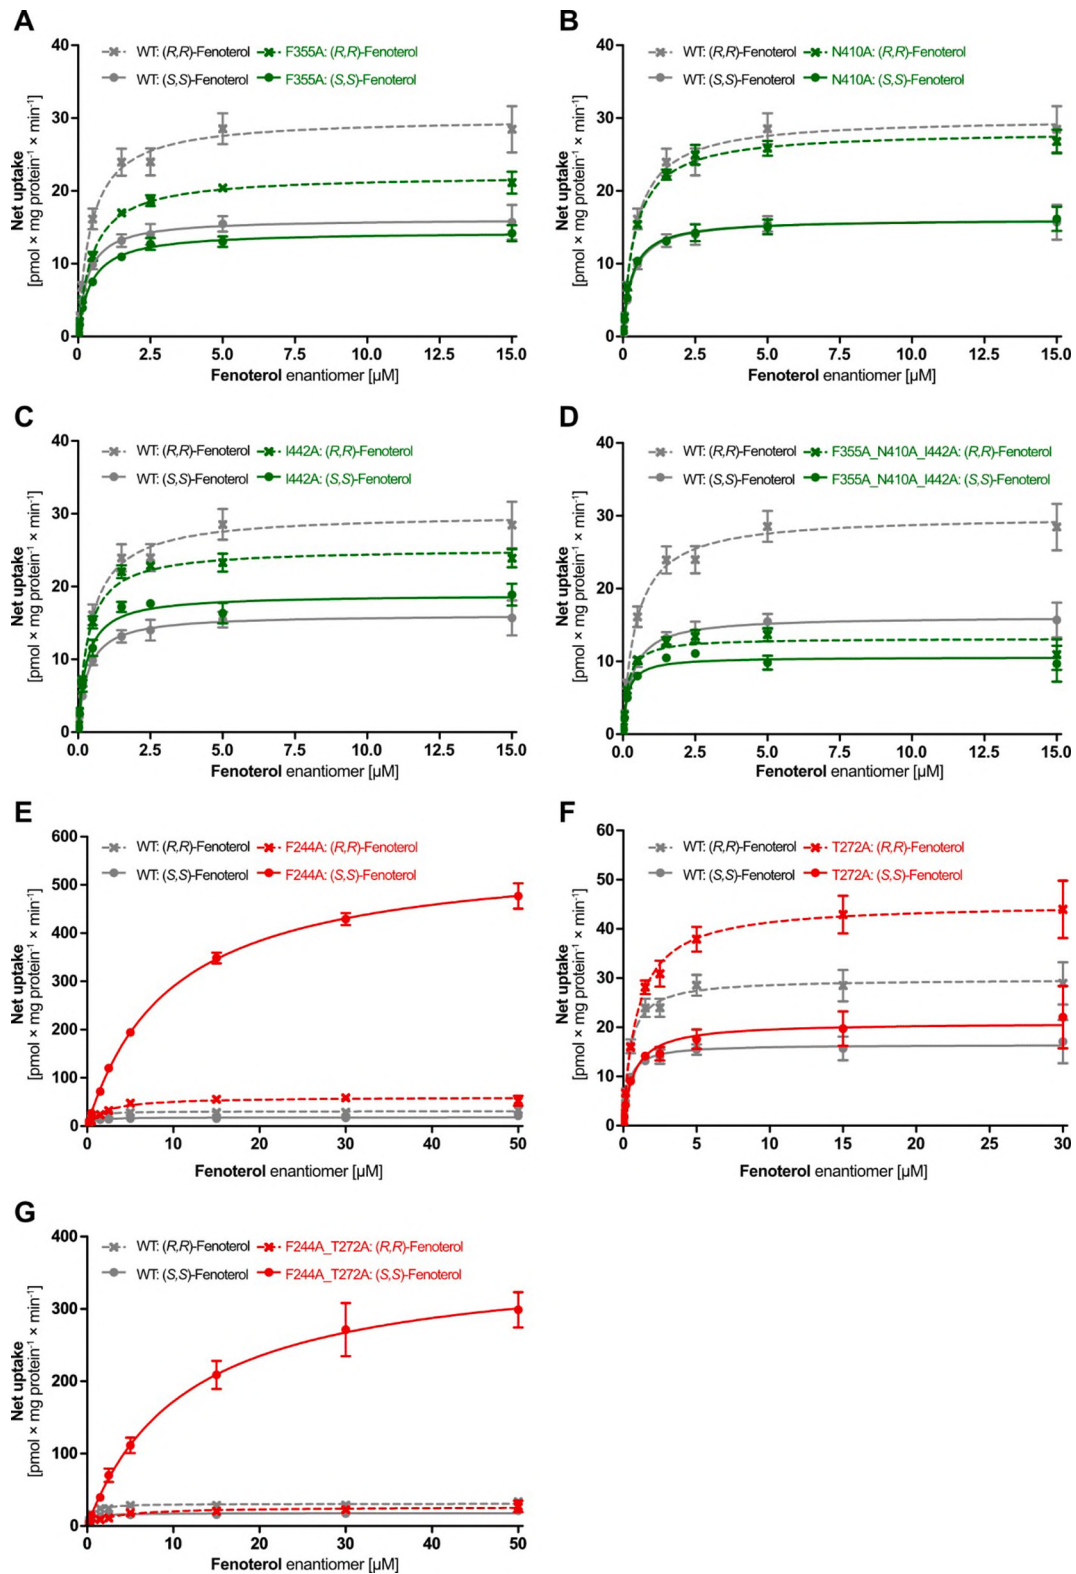 A
WT: (R,R)-Fenoterol F355A: (R,R)-Fenoterol
WT: (S,S)-Fenoterol F355A: (S,S)-Fenoterol
Net uptake
[pmol × mg protein⁻¹ × min⁻¹]
40
30
20
10
0
0.0 2.5 5.0 7.5 10.0 12.5 15.0
Fenoterol enantiomer [µM]
B
WT: (R,R)-Fenoterol N410A: (R,R)-Fenoterol
WT: (S,S)-Fenoterol N410A: (S,S)-Fenoterol
Net uptake
[pmol × mg protein⁻¹ × min⁻¹]
40
30
20
10
0
0.0 2.5 5.0 7.5 10.0 12.5 15.0
Fenoterol enantiomer [µM]
C
WT: (R,R)-Fenoterol I442A: (R,R)-Fenoterol
WT: (S,S)-Fenoterol I442A: (S,S)-Fenoterol
Net uptake
[pmol × mg protein⁻¹ × min⁻¹]
40
30
20
10
0
0.0 2.5 5.0 7.5 10.0 12.5 15.0
Fenoterol enantiomer [µM]
D
WT: (R,R)-Fenoterol F355A_N410A_I442A: (R,R)-Fenoterol
WT: (S,S)-Fenoterol F355A_N410A_I442A: (S,S)-Fenoterol
Net uptake
[pmol × mg protein⁻¹ × min⁻¹]
40
30
20
10
0
0.0 2.5 5.0 7.5 10.0 12.5 15.0
Fenoterol enantiomer [µM]
E
WT: (R,R)-Fenoterol F244A: (R,R)-Fenoterol
WT: (S,S)-Fenoterol F244A: (S,S)-Fenoterol
Net uptake
[pmol × mg protein⁻¹ × min⁻¹]
600
500
400
300
200
100
0
0 10 20 30 40 50
Fenoterol enantiomer [µM]
F
WT: (R,R)-Fenoterol T272A: (R,R)-Fenoterol
WT: (S,S)-Fenoterol T272A: (S,S)-Fenoterol
Net uptake
[pmol × mg protein⁻¹ × min⁻¹]
60
50
40
30
20
10
0
0 5 10 15 20 25 30
Fenoterol enantiomer [µM]
G
WT: (R,R)-Fenoterol F244A_T272A: (R,R)-Fenoterol
WT: (S,S)-Fenoterol F244A_T272A: (S,S)-Fenoterol
Net uptake
[pmol × mg protein⁻¹ × min⁻¹]
400
300
200
100
0
0 10 20 30 40 50
Fenoterol enantiomer [µM]